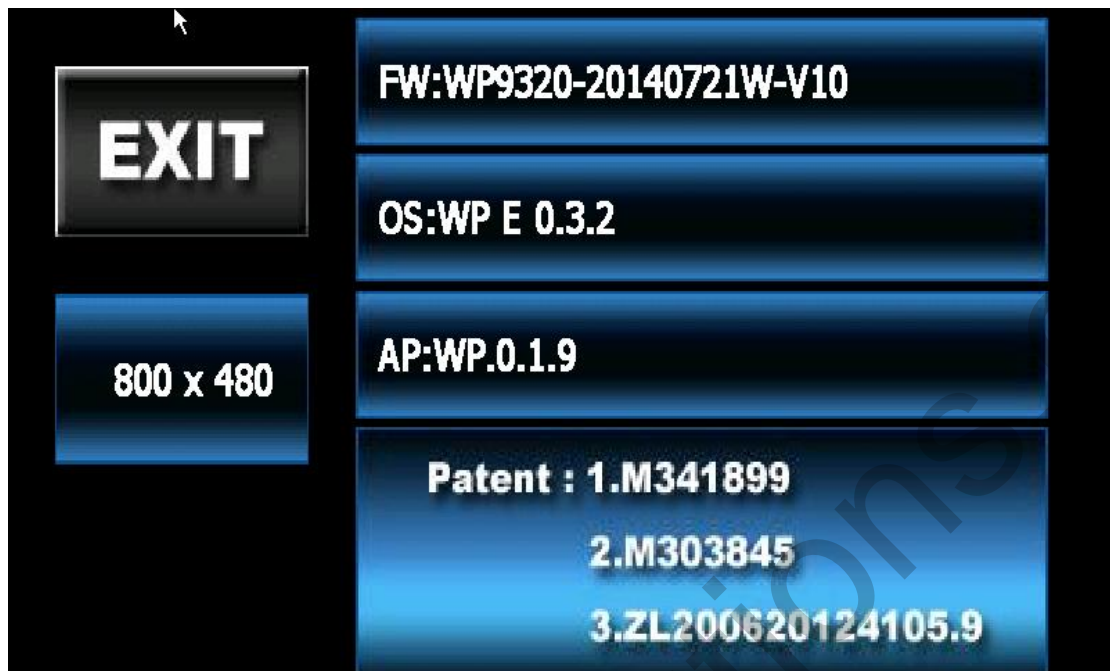 EXIT
800 x 480
FW:WP9320-20140721W-V10
OS:WP E 0.3.2
AP:WP.0.1.9
Patent : 1.M341899
2.M303845
3.ZL200620124105.9